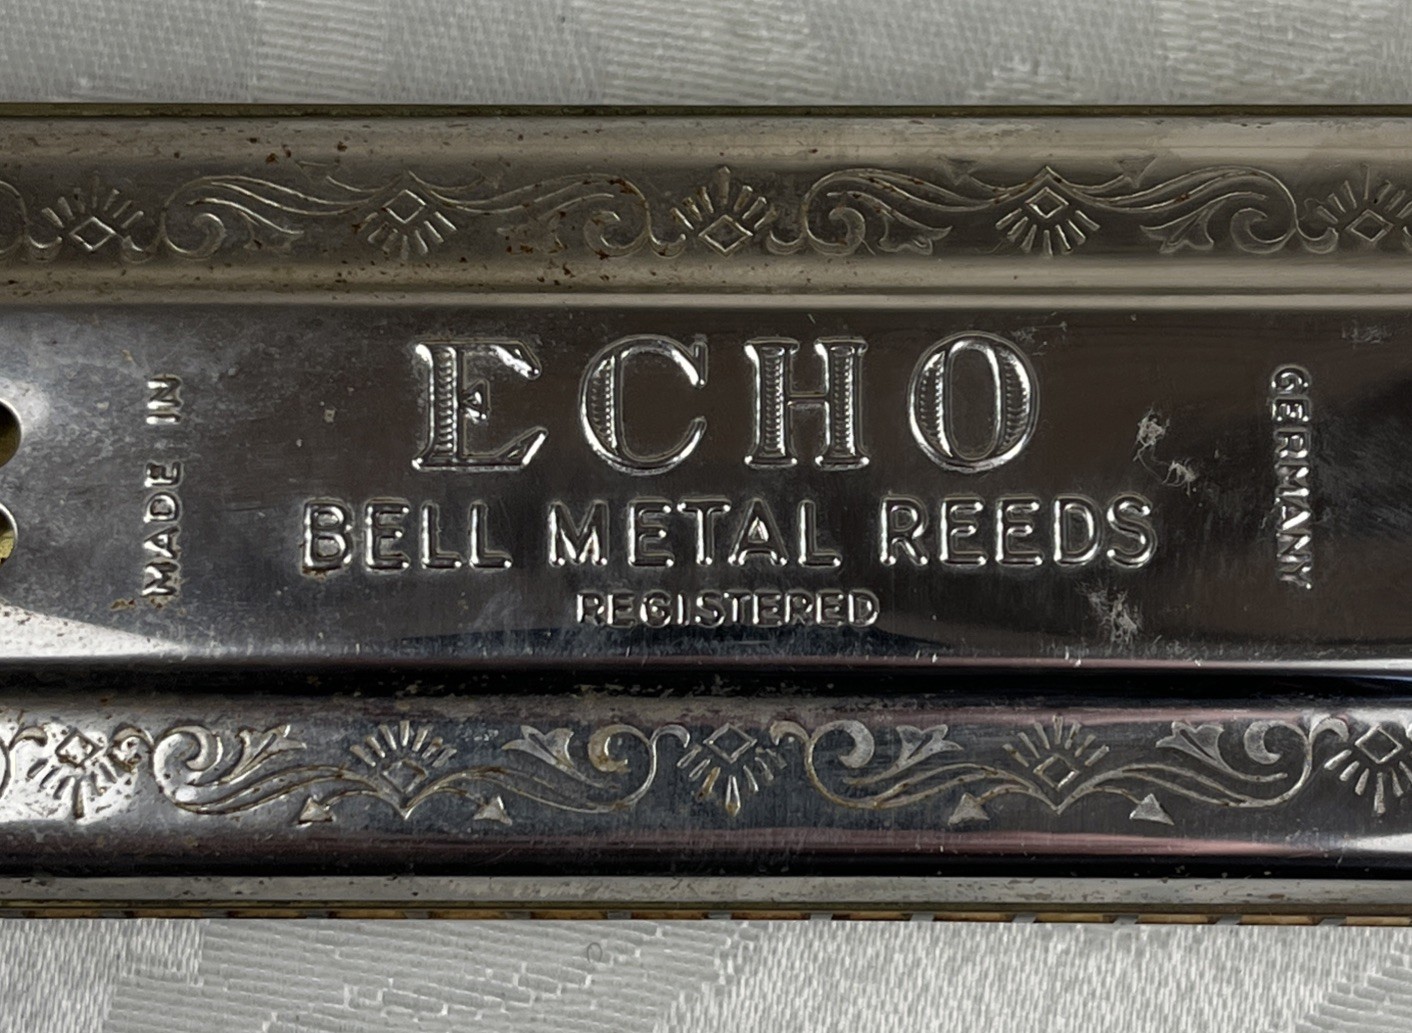 MADE IN
ECHO
BELL METAL REEDS
REGISTERED
GERMANY